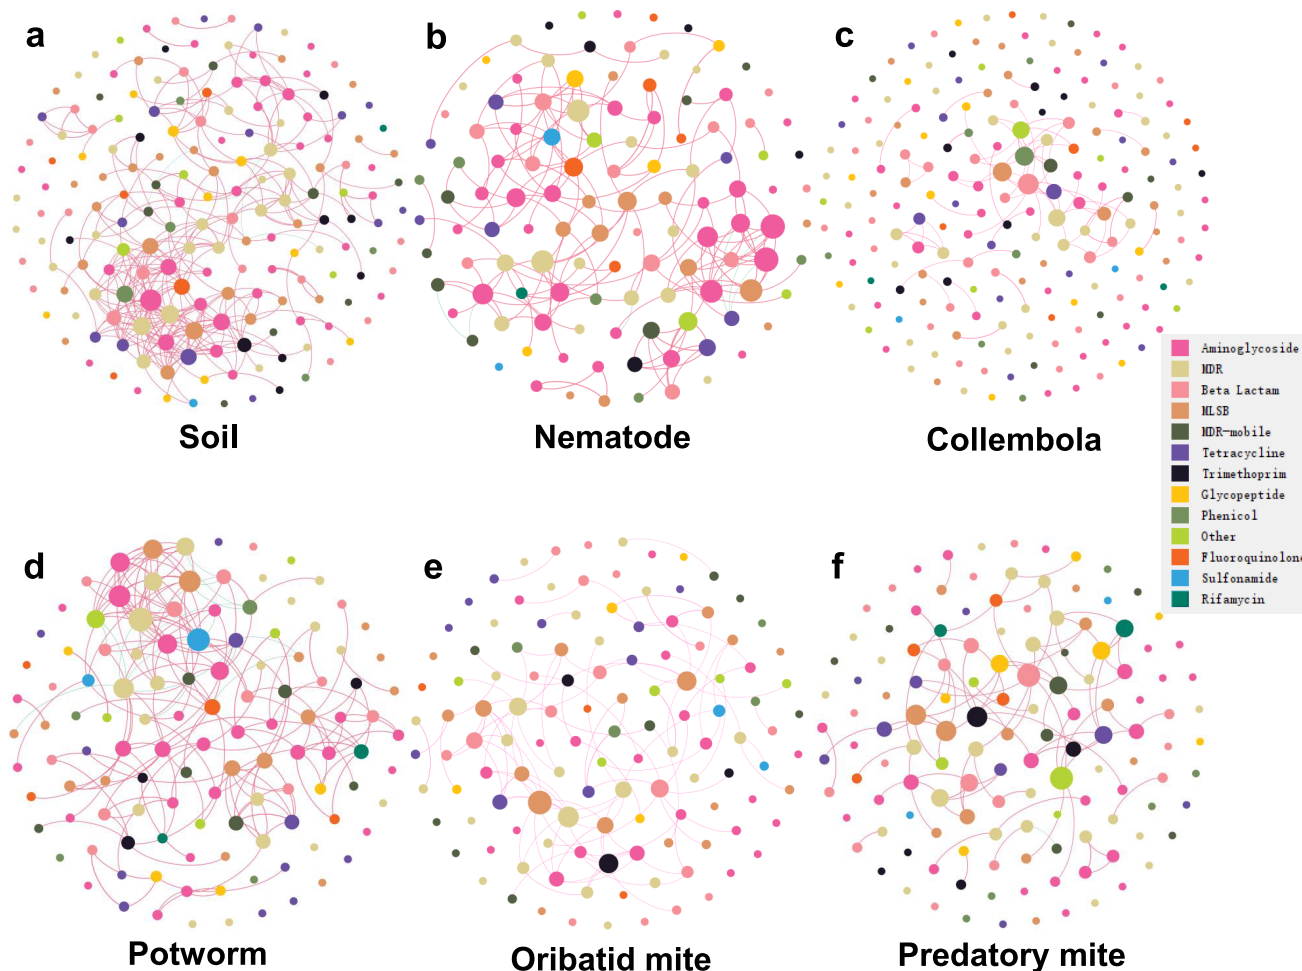 a
b
c
Soil
Nematode
Collembola
Aminoglycoside
MDR
Beta Lactam
MLSB
MDR-mobile
Tetracycline
Trimethoprim
Glycopeptide
Phenicol
Other
Fluoroquinolone
Sulfonamide
Rifamycin
d
e
f
Potworm
Oribatid mite
Predatory mite